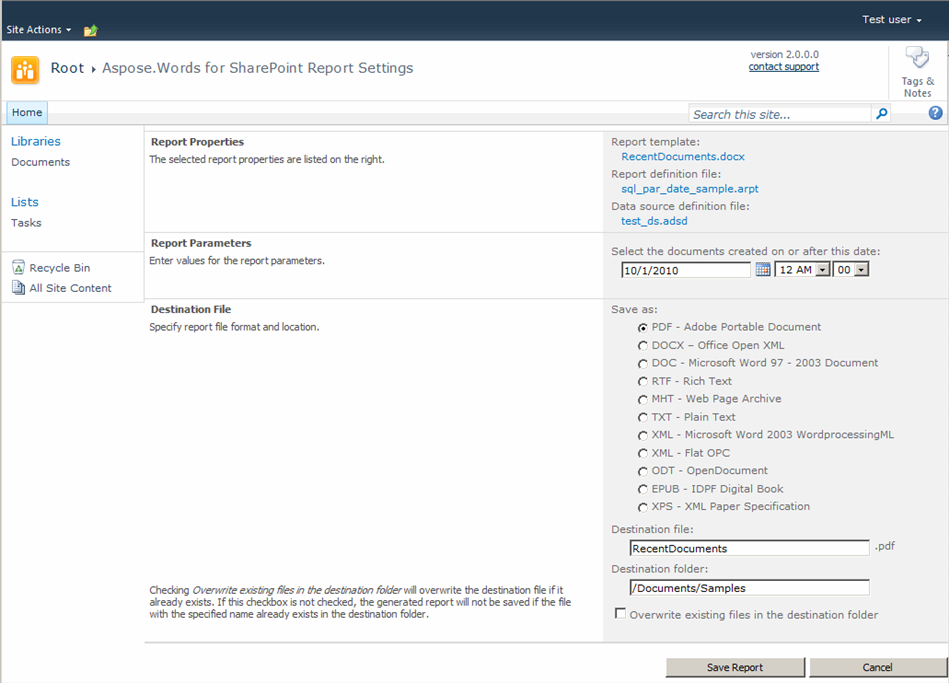 Site Actions
Test user
Root ▸ Aspose.Words for SharePoint Report Settings
version 2.0.0.0
contact support
Tags &
Notes
Home
Search this site...
Libraries
Documents
Lists
Tasks
Recycle Bin
All Site Content
Report Properties
The selected report properties are listed on the right.
Report template:
RecentDocuments.docx
Report definition file:
sql_par_date_sample.arpt
Data source definition file:
test_ds.adsd
Report Parameters
Enter values for the report parameters.
Select the documents created on or after this date:
10/1/2010 12 AM 00
Destination File
Specify report file format and location.
Save as:
PDF - Adobe Portable Document
DOCX – Office Open XML
DOC - Microsoft Word 97 - 2003 Document
RTF - Rich Text
MHT - Web Page Archive
TXT - Plain Text
XML - Microsoft Word 2003 WordprocessingML
XML - Flat OPC
ODT - OpenDocument
EPUB - IDPF Digital Book
XPS - XML Paper Specification
Destination file:
RecentDocuments .pdf
Destination folder:
/Documents/Samples
Overwrite existing files in the destination folder
Checking Overwrite existing files in the destination folder will overwrite the destination file if it
already exists. If this checkbox is not checked, the generated report will not be saved if the file
with the specified name already exists in the destination folder.
Save Report
Cancel